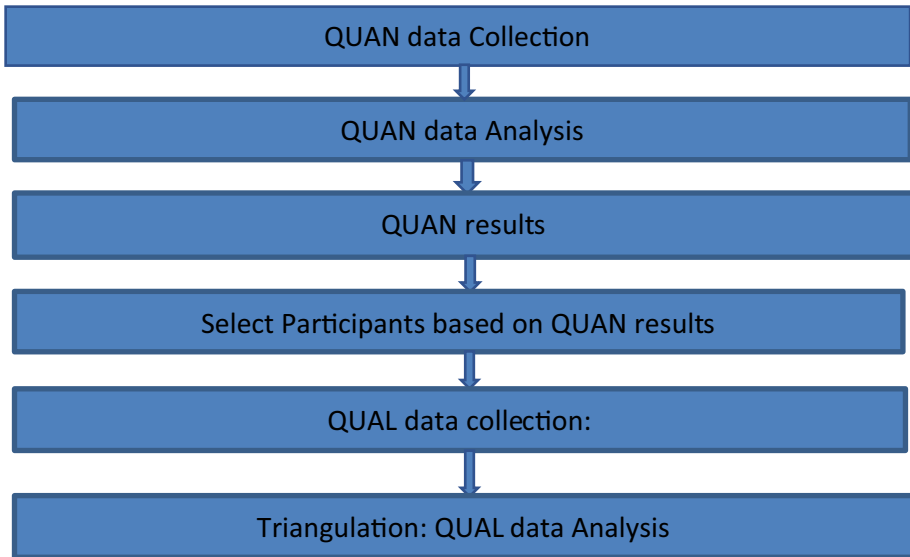 QUAN data Collection
QUAN data Analysis
QUAN results
Select Participants based on QUAN results
QUAL data collection:
Triangulation: QUAL data Analysis